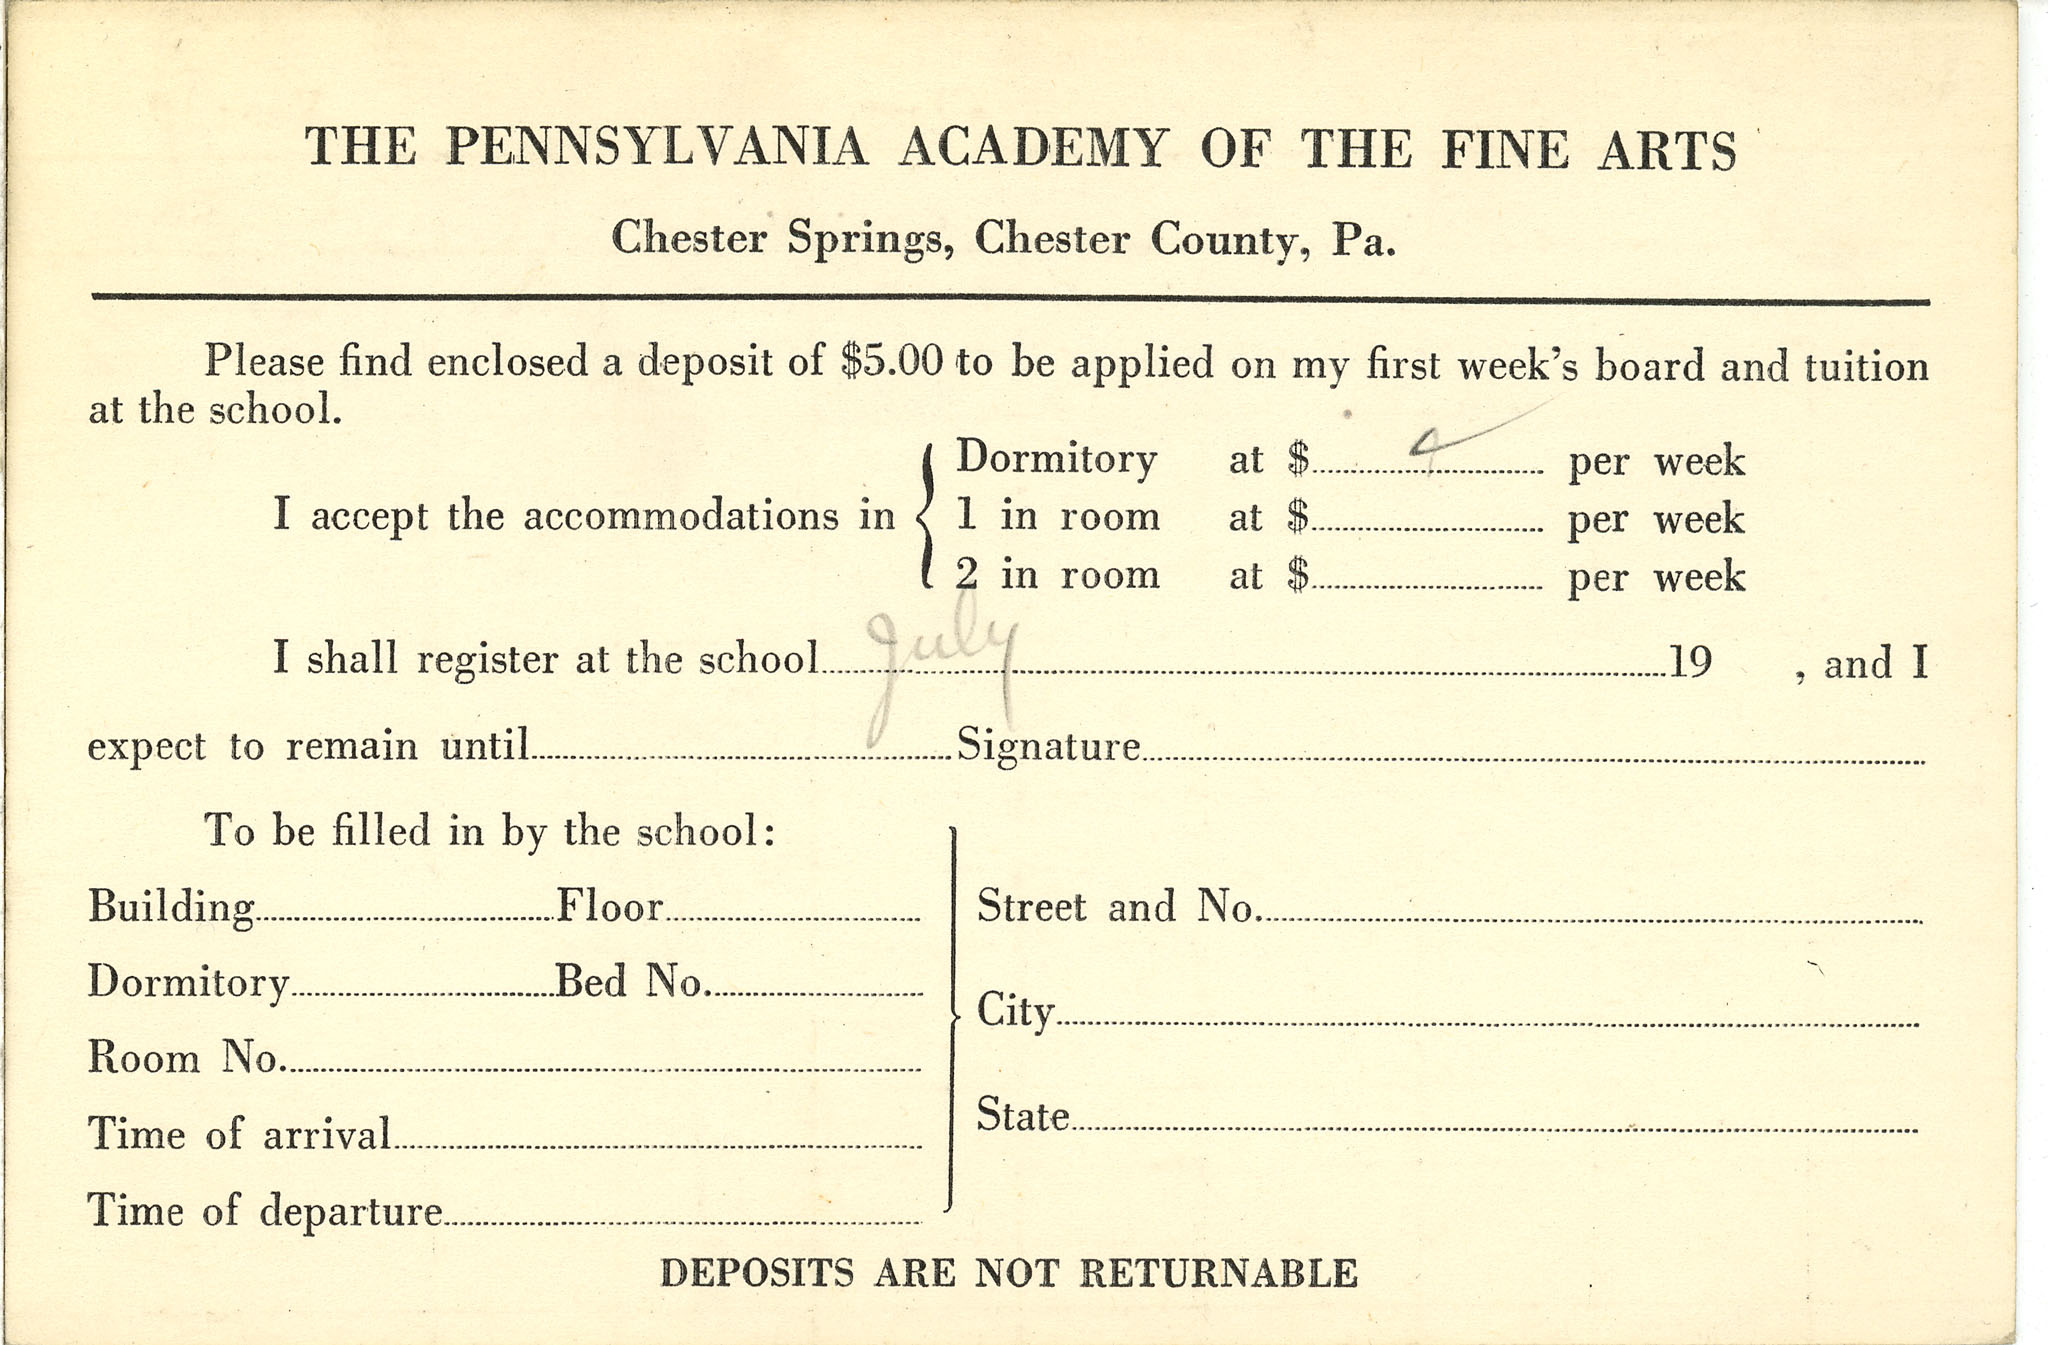 THE PENNSYLVANIA ACADEMY OF THE FINE ARTS
Chester Springs, Chester County, Pa.
Please find enclosed a deposit of $5.00 to be applied on my first week's board and tuition
at the school.
I accept the accommodations in
Dormitory at $ per week
1 in room at $ per week
2 in room at $ per week
I shall register at the school July 19 , and I
expect to remain until Signature
To be filled in by the school:
Building Floor
Dormitory Bed No.
Room No.
Time of arrival
Time of departure
Street and No.
City
State
DEPOSITS ARE NOT RETURNABLE